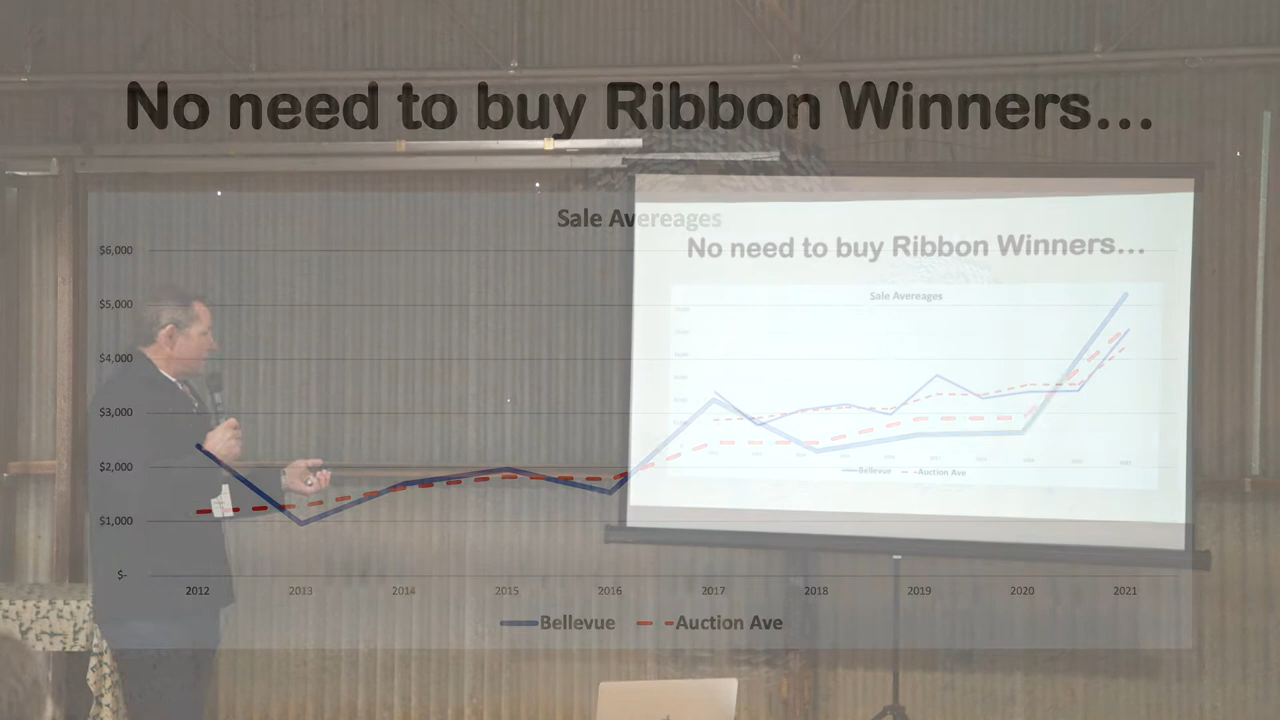 No need to buy Ribbon Winners...
Sale Avereages
$6,000
$5,000
$4,000
$3,000
$2,000
$1,000
$-
2012 2013 2014 2015 2016 2017 2018 2019 2020 2021
Bellevue Auction Ave
No need to buy Ribbon Winners...
Sale Avereages
Bellevue Auction Ave